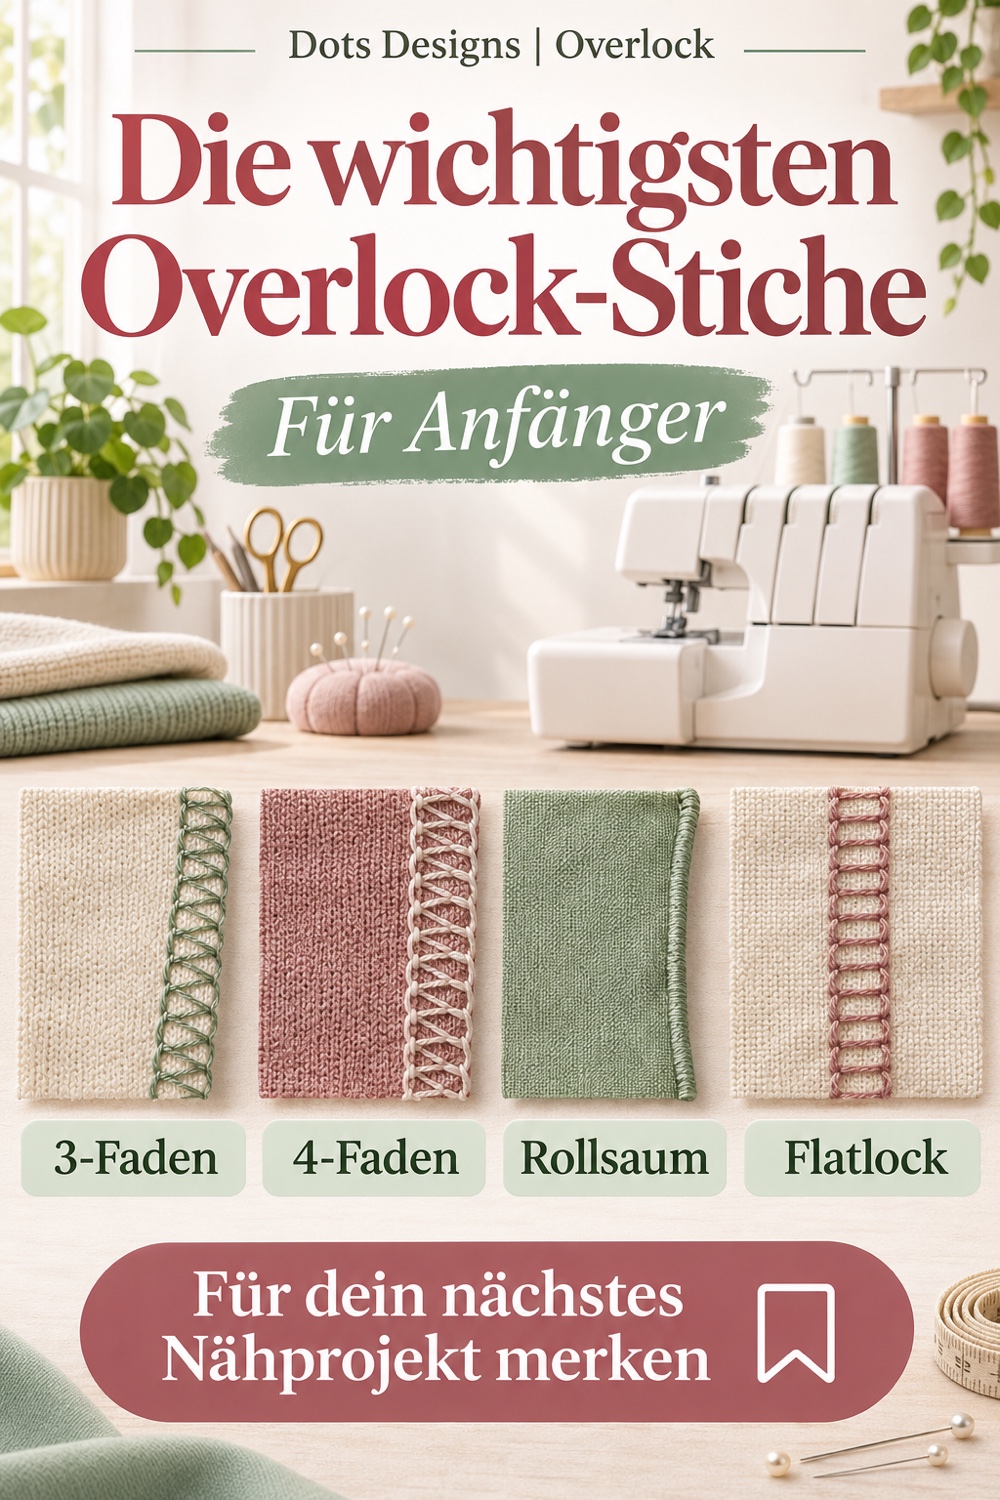 Dots Designs | Overlock
Die wichtigsten
Overlock-Stiche
Für Anfänger
3-Faden
4-Faden
Rollsaum
Flatlock
Für dein nächstes
Nähprojekt merken